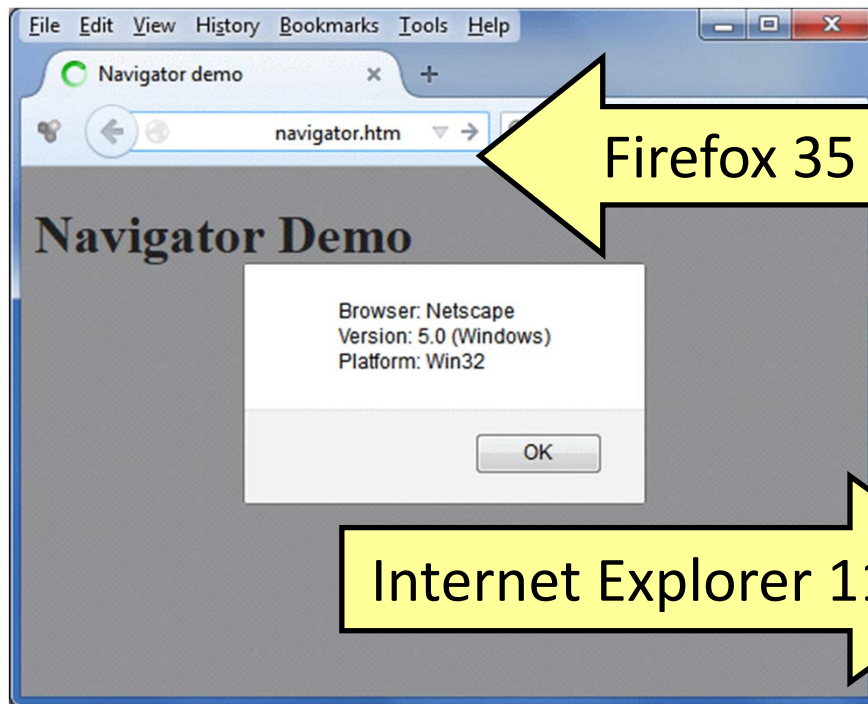 File Edit View History Bookmarks Tools Help
Navigator demo
navigator.htm
Firefox 35
Navigator Demo
Browser: Netscape
Version: 5.0 (Windows)
Platform: Win32
OK
Internet Explorer 11